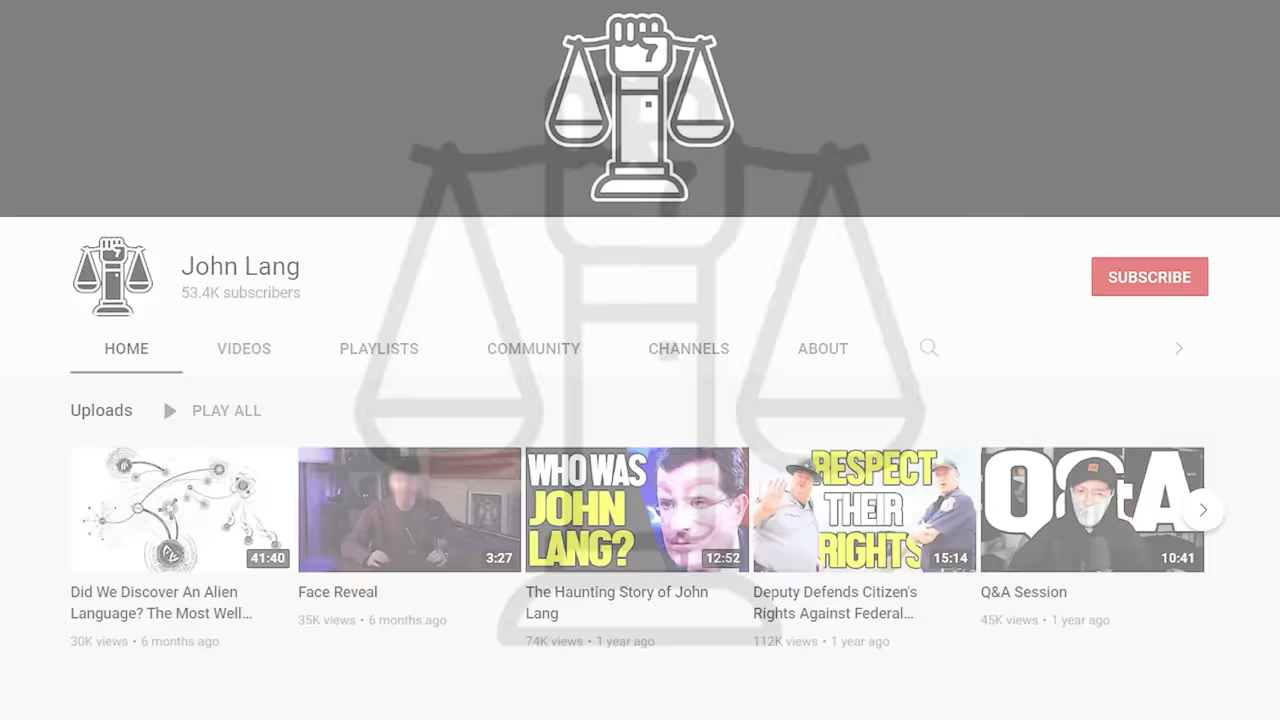 John Lang
53.4K subscribers
SUBSCRIBE
HOME VIDEOS PLAYLISTS COMMUNITY CHANNELS ABOUT
Uploads PLAY ALL
41:40
3:27
WHO WAS
JOHN
LANG?
12:52
RESPECT
THEIR
RIGHTS
15:14
Q&A
10:41
Did We Discover An Alien
Language? The Most Well...
30K views • 6 months ago
Face Reveal
35K views • 6 months ago
The Haunting Story of John
Lang
74K views • 1 year ago
Deputy Defends Citizen's
Rights Against Federal...
112K views • 1 year ago
Q&A Session
45K views • 1 year ago